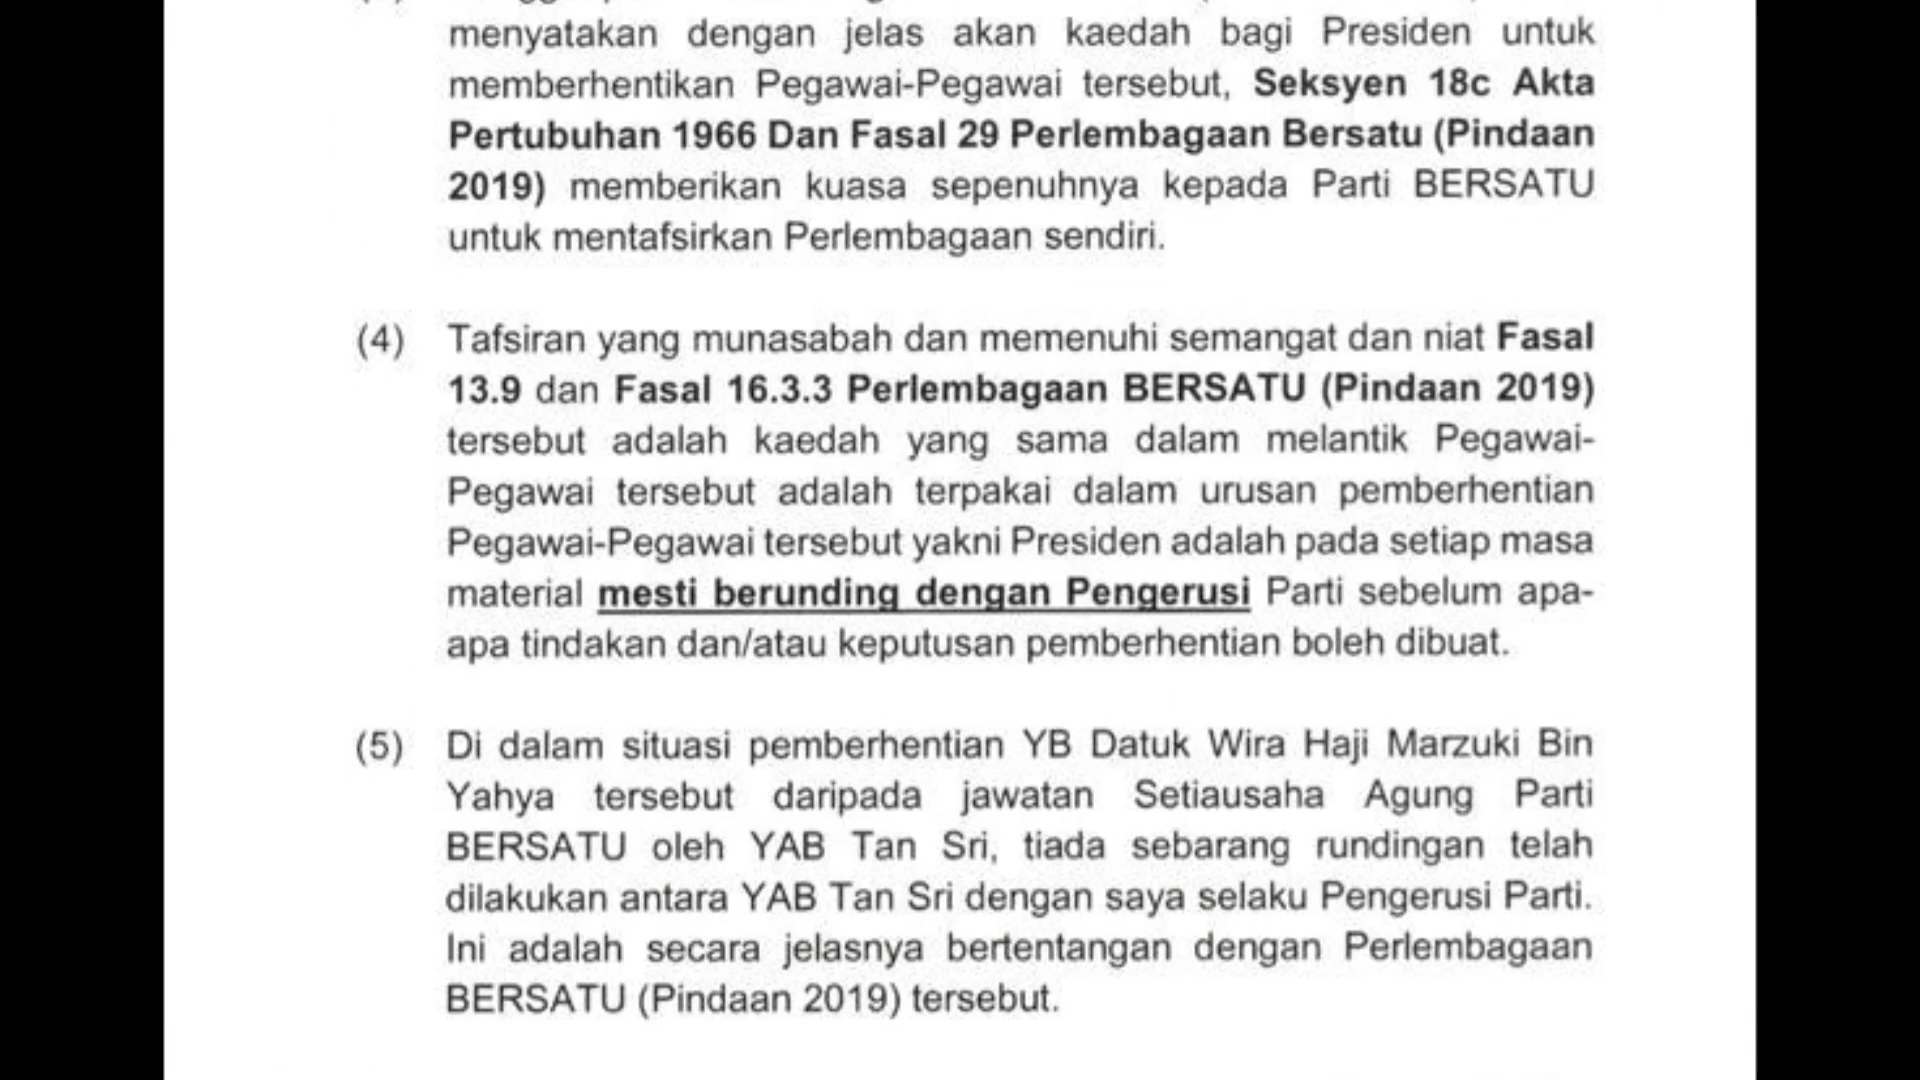 menyatakan dengan jelas akan kaedah bagi Presiden untuk
memberhentikan Pegawai-Pegawai tersebut, Seksyen 18c Akta
Pertubuhan 1966 Dan Fasal 29 Perlembagaan Bersatu (Pindaan
2019) memberikan kuasa sepenuhnya kepada Parti BERSATU
untuk mentafsirkan Perlembagaan sendiri.
(4) Tafsiran yang munasabah dan memenuhi semangat dan niat Fasal
13.9 dan Fasal 16.3.3 Perlembagaan BERSATU (Pindaan 2019)
tersebut adalah kaedah yang sama dalam melantik Pegawai-
Pegawai tersebut adalah terpakai dalam urusan pemberhentian
Pegawai-Pegawai tersebut yakni Presiden adalah pada setiap masa
material mesti berunding dengan Pengerusi Parti sebelum apa-
apa tindakan dan/atau keputusan pemberhentian boleh dibuat.
(5) Di dalam situasi pemberhentian YB Datuk Wira Haji Marzuki Bin
Yahya tersebut daripada jawatan Setiausaha Agung Parti
BERSATU oleh YAB Tan Sri, tiada sebarang rundingan telah
dilakukan antara YAB Tan Sri dengan saya selaku Pengerusi Parti.
Ini adalah secara jelasnya bertentangan dengan Perlembagaan
BERSATU (Pindaan 2019) tersebut.